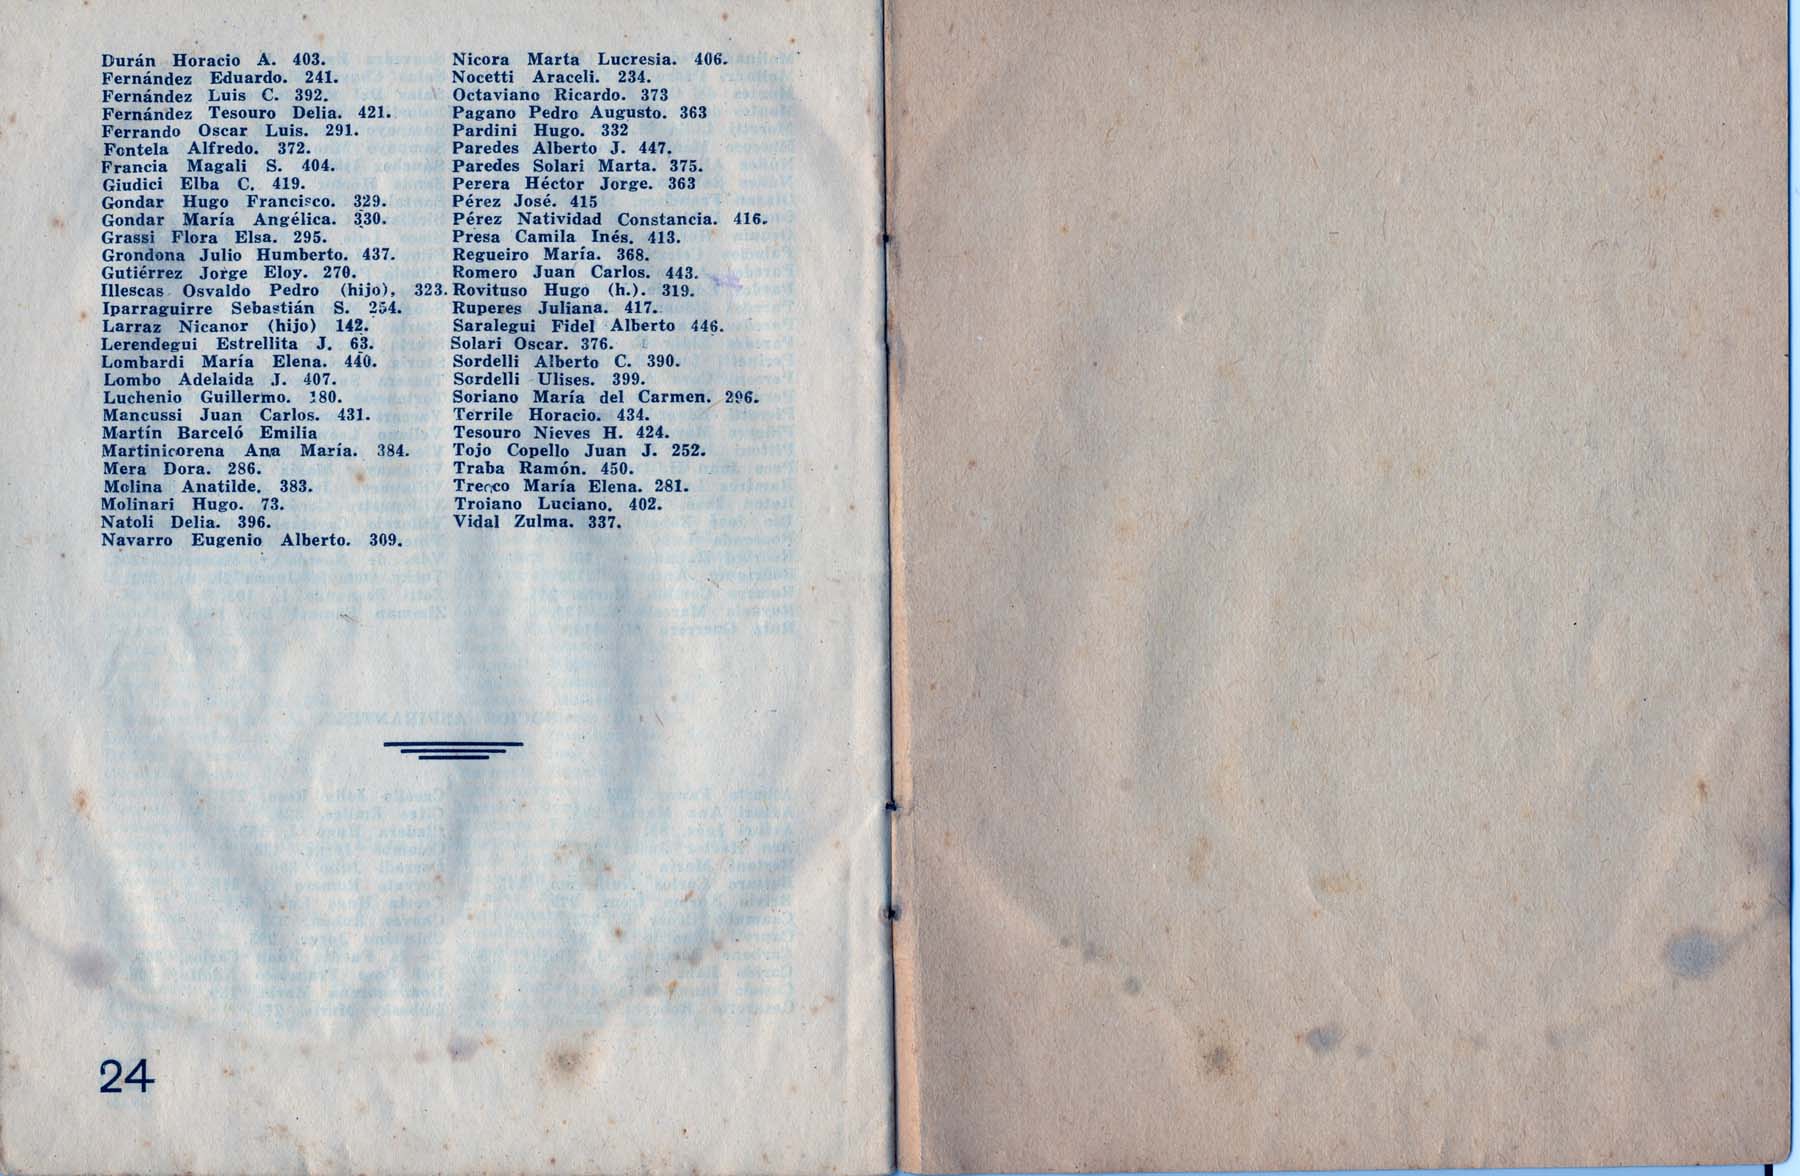 Durán Horacio A. 403.
Fernández Eduardo. 241.
Fernández Luis C. 392.
Fernández Tesouro Delia. 421.
Ferrando Oscar Luis. 291.
Fontela Alfredo. 372.
Francia Magali S. 404.
Giudici Elba C. 419.
Gondar Hugo Francisco. 329.
Gondar María Angélica. 330.
Grassi Flora Elsa. 295.
Grondona Julio Humberto. 437.
Gutiérrez Jorge Eloy. 270.
Illescas Osvaldo Pedro (hijo), 323.
Iparraguirre Sebastián S. 254.
Larraz Nicanor (hijo) 142.
Lerendegui Estrellita J. 63.
Lombardi María Elena. 440.
Lombo Adelaida J. 407.
Luchenio Guillermo. 180.
Mancussi Juan Carlos. 431.
Martín Barceló Emilia
Martinicorena Ana María. 384.
Mera Dora. 286.
Molina Anatilde. 383.
Molinari Hugo. 73.
Natoli Delia. 396.
Navarro Eugenio Alberto. 309.
Nicora Marta Lucresia. 406.
Nocetti Araceli. 234.
Octaviano Ricardo. 373
Pagano Pedro Augusto. 363
Pardini Hugo. 332
Paredes Alberto J. 447.
Paredes Solari Marta. 375.
Perera Héctor Jorge. 363
Pérez José. 415
Pérez Natividad Constancia. 416.
Presa Camila Inés. 413.
Regueiro María. 368.
Romero Juan Carlos. 443.
Rovituso Hugo (h.). 319.
Ruperes Juliana. 417.
Saralegui Fidel Alberto 446.
Solari Oscar. 376.
Sordelli Alberto C. 390.
Sordelli Ulises. 399.
Soriano María del Carmen. 296.
Terrile Horacio. 434.
Tesouro Nieves H. 424.
Tojo Copello Juan J. 252.
Traba Ramón. 450.
Trecco María Elena. 281.
Troiano Luciano. 402.
Vidal Zulma. 337.
24